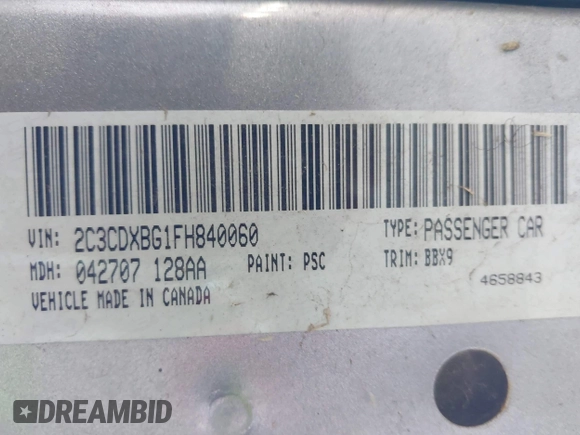 VIN: 2C3CDXBG1FH840060 TYPE: PASSENGER CAR
MDH: 042707 128AA PAINT: PSC TRIM: BBX9
VEHICLE MADE IN CANADA 4658843
DREAMBID